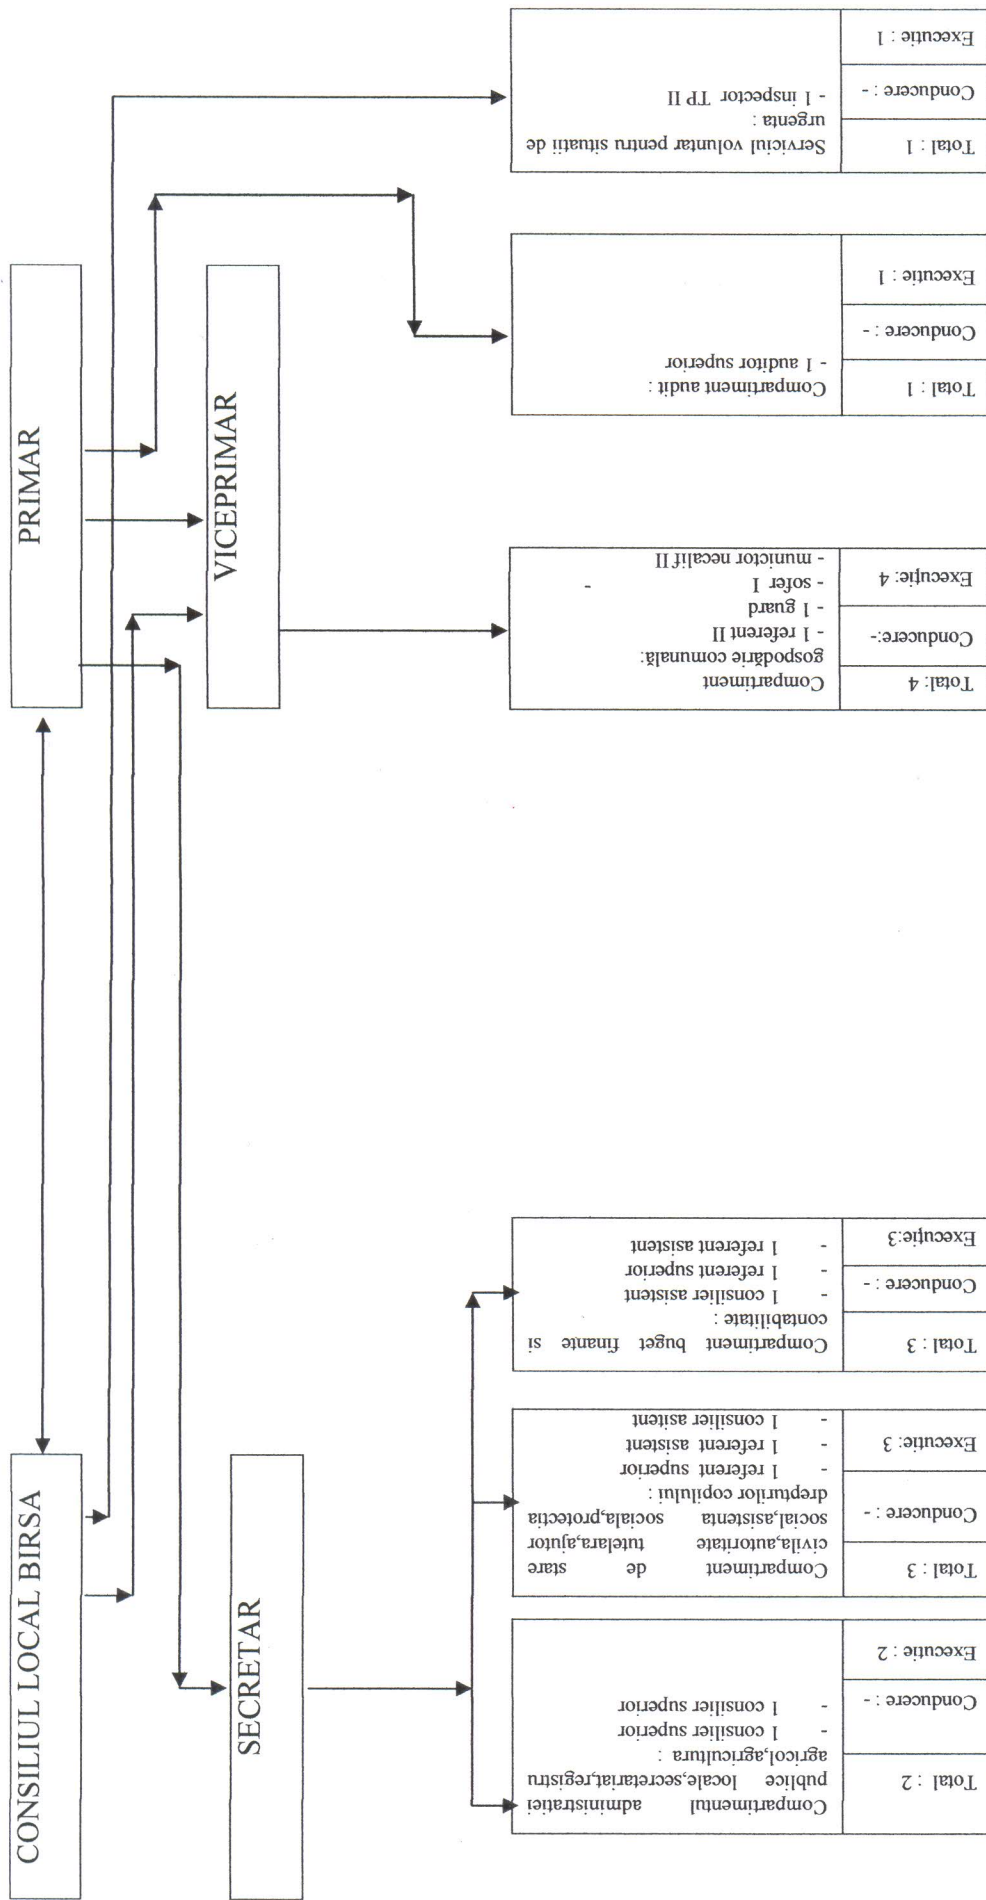 CONSILIUL LOCAL BIRSA
PRIMAR
SECRETAR
VICEPRIMAR
Compartimentul administratiei
publice locale,secretariat,registru
agricol,agricultura :
- 1 consilier superior
- 1 consilier superior
Total : 2
Conducere : -
Executie : 2
Compartiment de stare
civila,autoritate tutelara,ajutor
social,asistenta sociala,protectia
drepturilor copilului :
- 1 referent superior
- 1 referent asistent
- 1 consilier asitent
Total : 3
Conducere : -
Executie: 3
Compartiment buget finante si
contabilitate :
- 1 consilier asistent
- 1 referent superior
- 1 referent asistent
Total : 3
Conducere : -
Execuţie:3
Compartiment
gospodărie comunală:
- 1 referent II
- 1 guard
- sofer I -
- munictor necalif II
Total: 4
Conducere:-
Execuţie: 4
Compartiment audit :
- 1 auditor superior
Total : 1
Conducere : -
Executie : 1
Serviciul voluntar pentru situatii de
urgenta :
- 1 inspector TP II
Total : 1
Conducere : -
Executie : 1